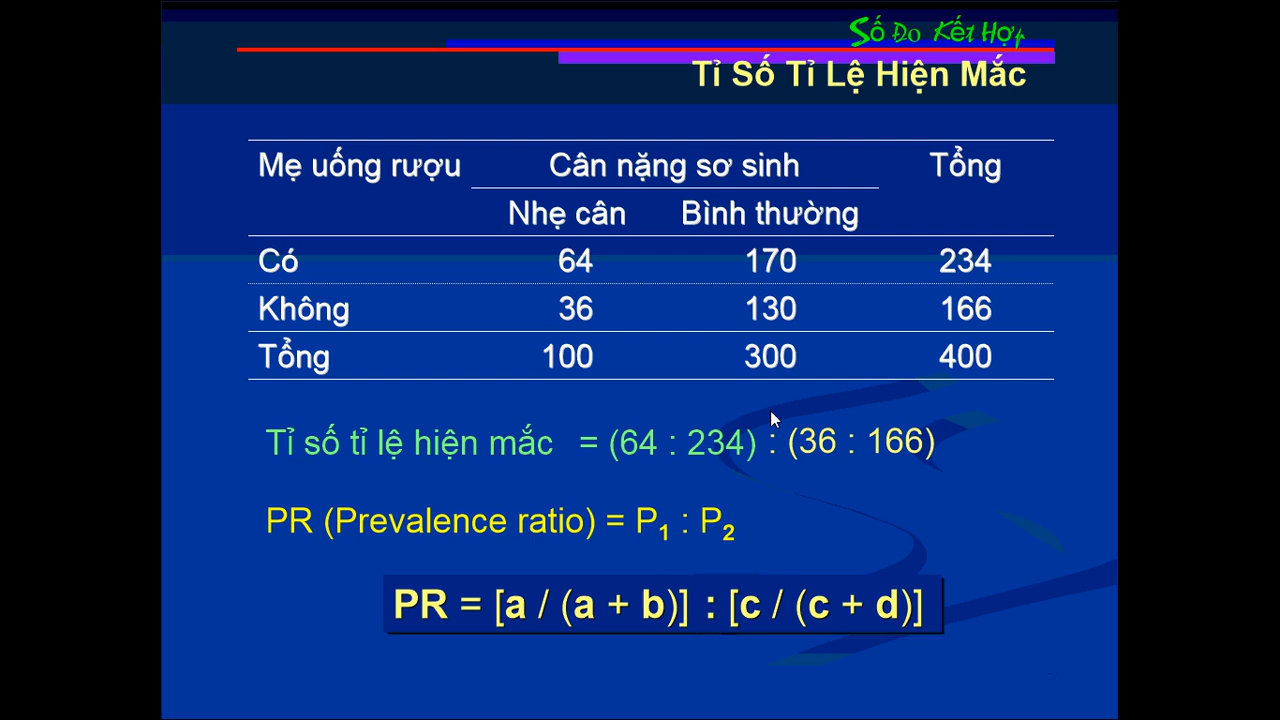 Số Đo Kết Hợp
Tỉ Số Tỉ Lệ Hiện Mắc
Mẹ uống rượu Cân nặng sơ sinh Tổng
Nhẹ cân Bình thường
Có 64 170 234
Không 36 130 166
Tổng 100 300 400
Tỉ số tỉ lệ hiện mắc = (64 : 234) : (36 : 166)
PR (Prevalence ratio) = P1 : P2
PR = [a / (a + b)] : [c / (c + d)]